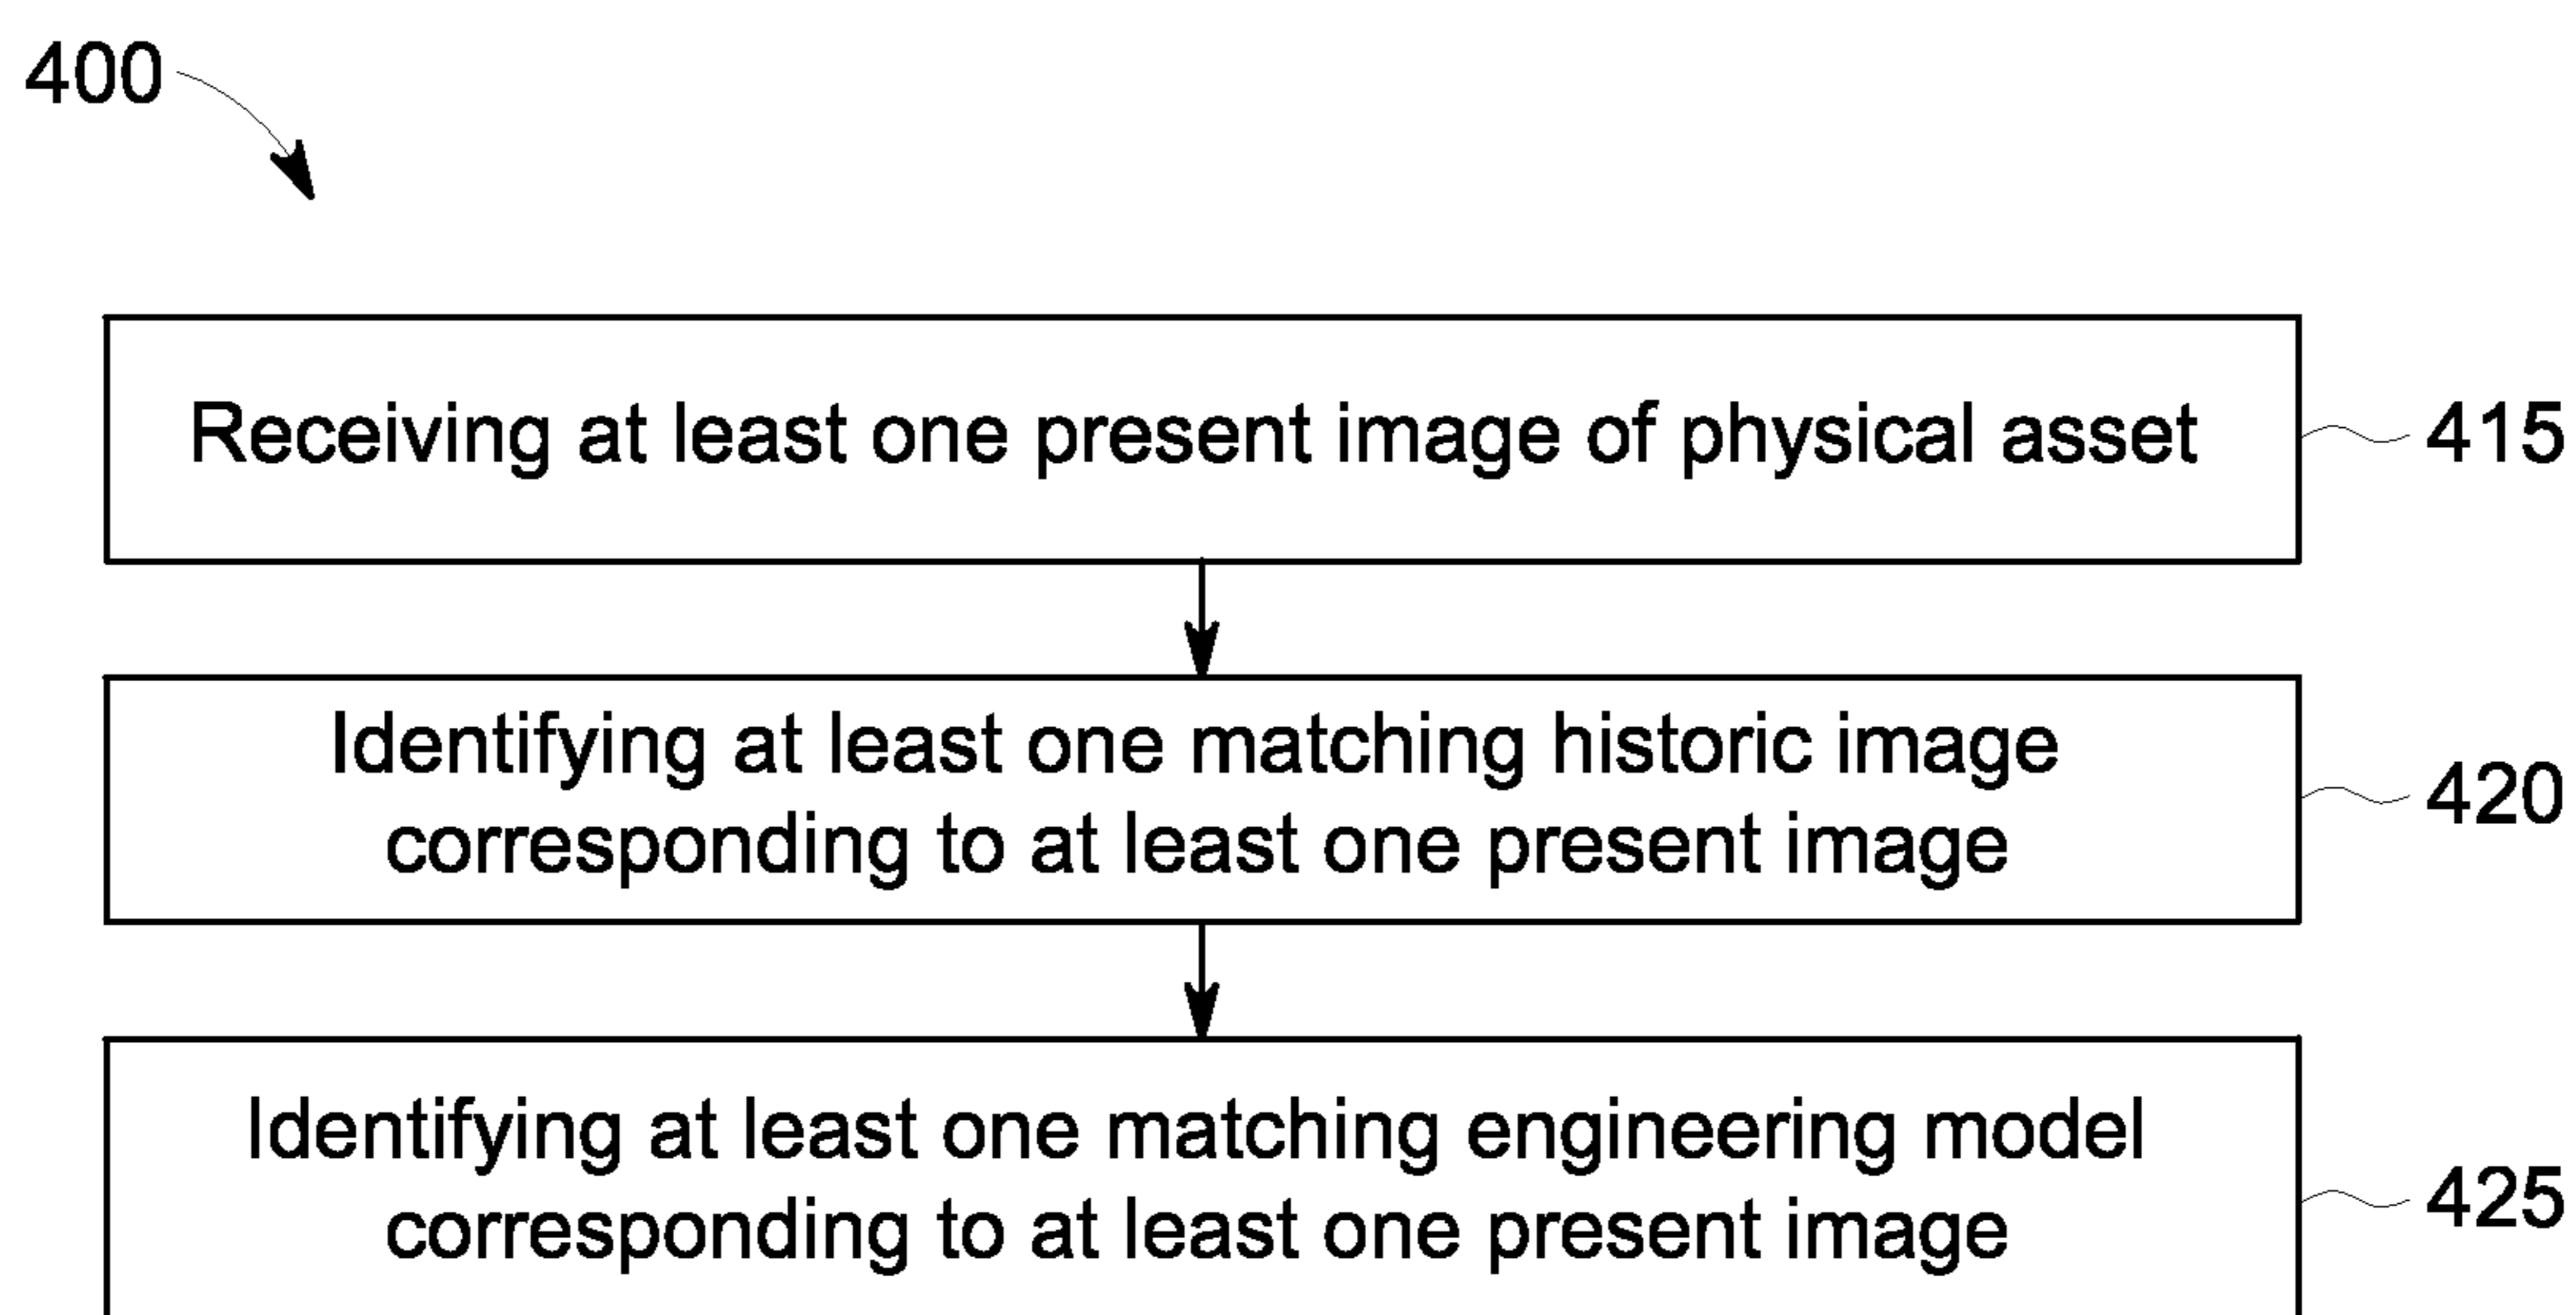 400
Receiving at least one present image of physical asset
415
Identifying at least one matching historic image
corresponding to at least one present image
420
Identifying at least one matching engineering model
corresponding to at least one present image
425